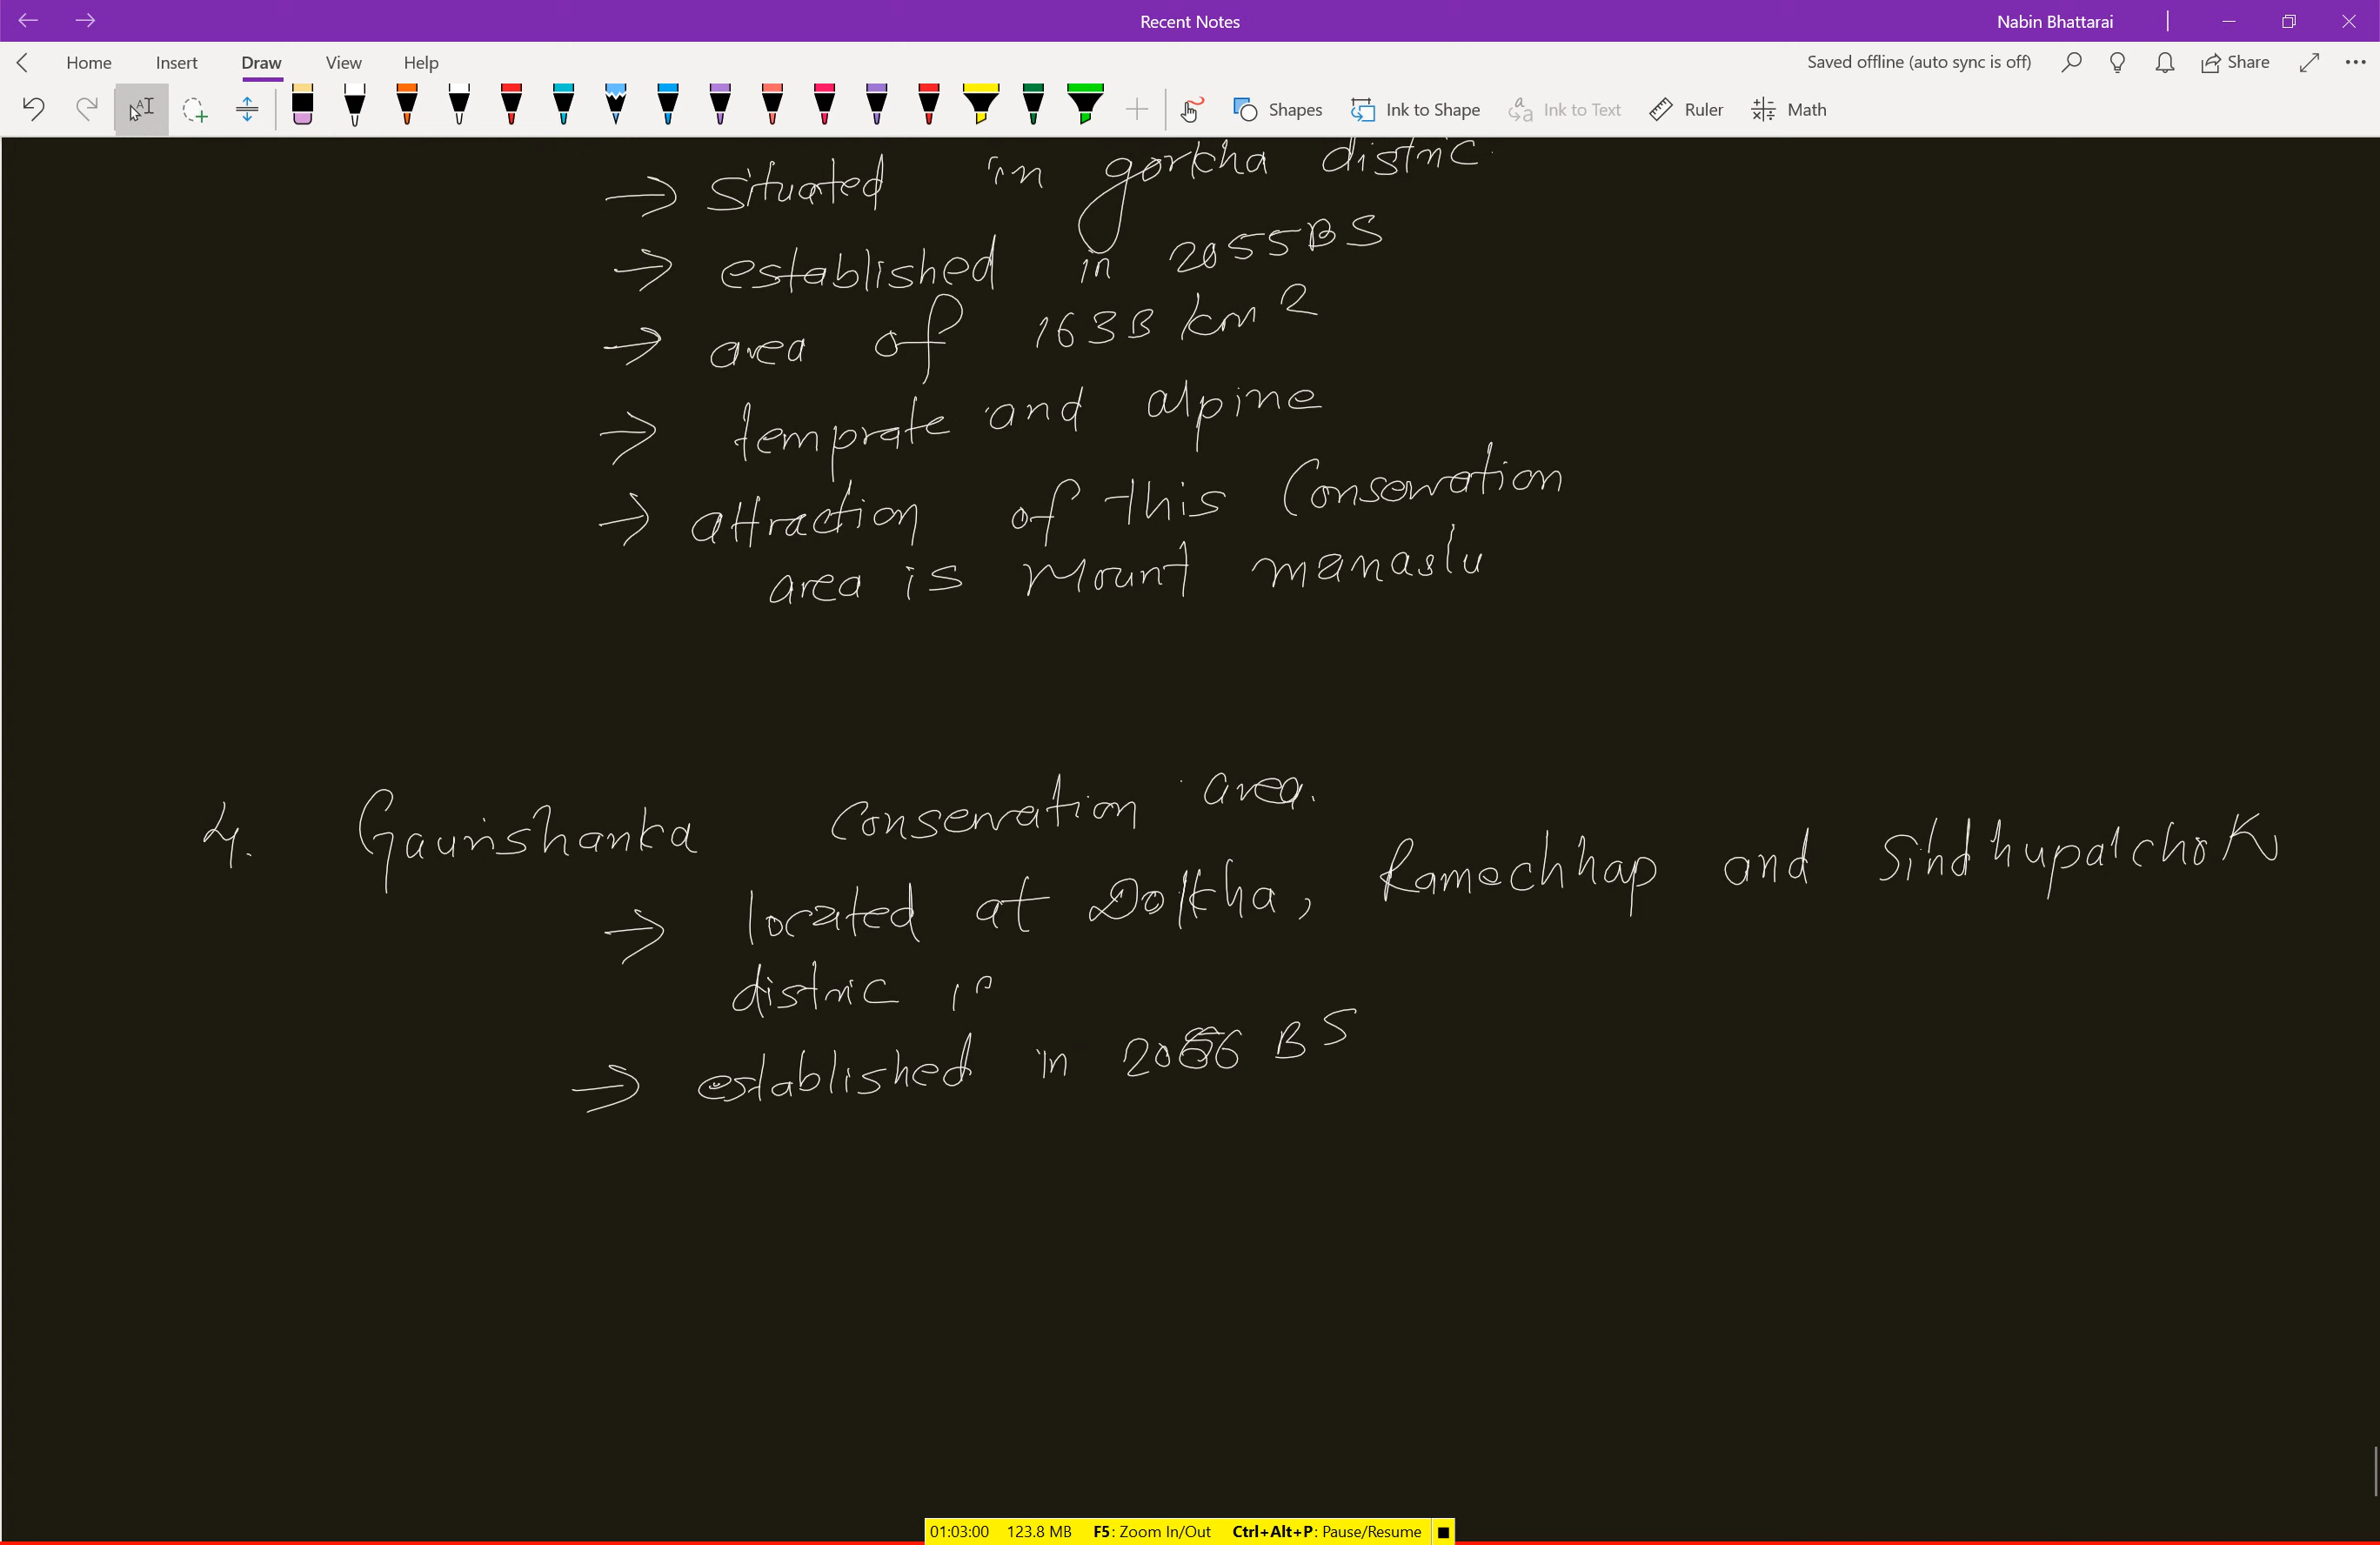 Recent Notes
Nabin Bhattarai
Home Insert Draw View Help
Saved offline (auto sync is off)
Share
Shapes Ink to Shape Ink to Text Ruler Math
→ situated in gorkha distric.
→ established in 2055 BS
→ area of 1633 km2
→ temprate and alpine
→ attraction of this Conservation
area is Mount manaslu
4. Gaurishanka Conservation area.
→ located at Dolkha, Ramechhap and Sindhupalchok
distric
→ established in 2066 BS
01:03:00 123.8 MB F5: Zoom In/Out Ctrl+Alt+P: Pause/Resume